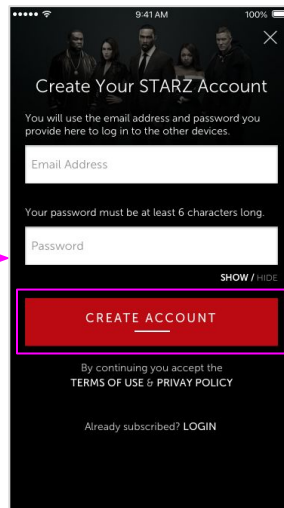 9:41 AM
100%
Create Your STARZ Account
You will use the email address and password you
provide here to log in to the other devices.
Email Address
Your password must be at least 6 characters long.
Password
SHOW / HIDE
CREATE ACCOUNT
By continuing you accept the
TERMS OF USE & PRIVAY POLICY
Already subscribed? LOGIN